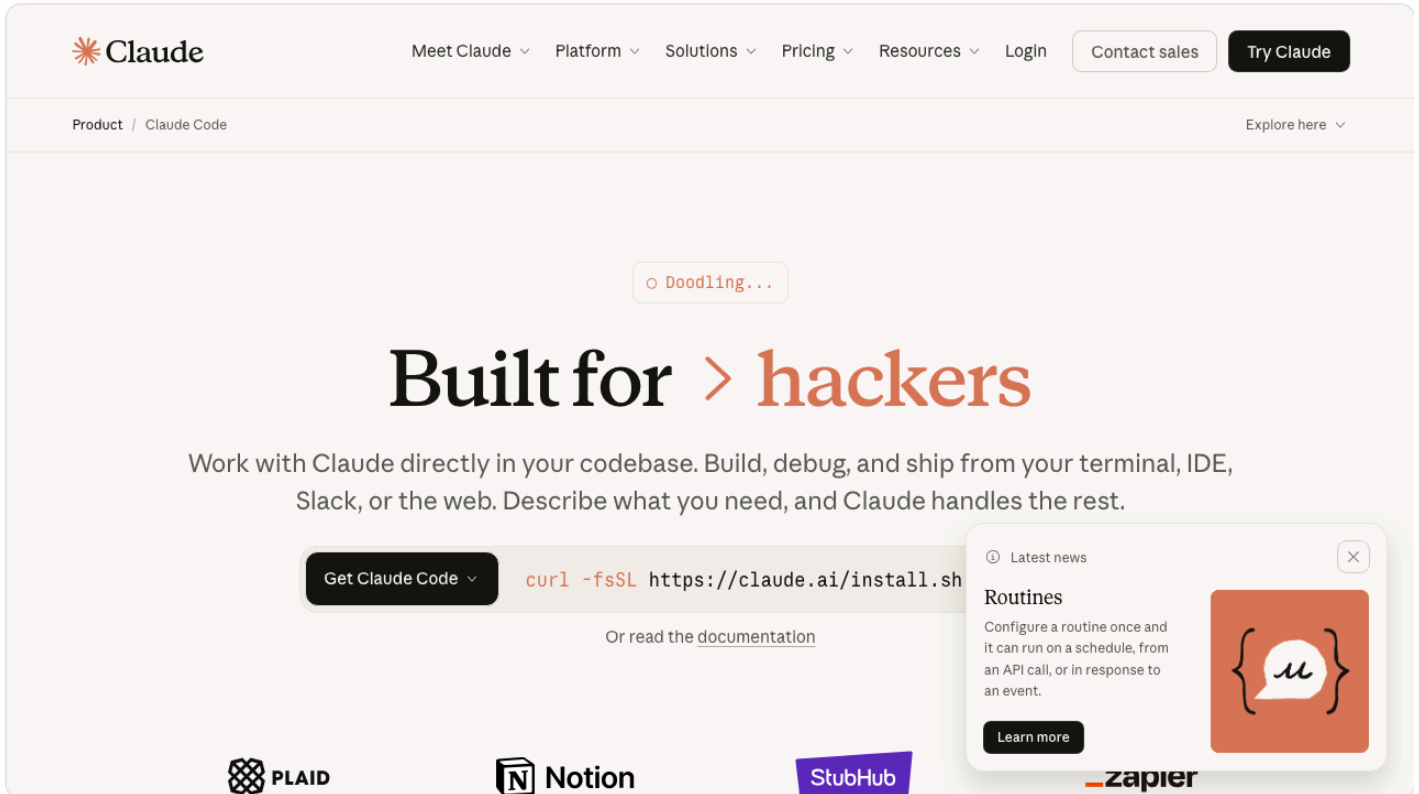 Claude
Meet Claude
Platform
Solutions
Pricing
Resources
Login
Contact sales
Try Claude
Product / Claude Code
Explore here
Doodling...
Built for > hackers
Work with Claude directly in your codebase. Build, debug, and ship from your terminal, IDE,
Slack, or the web. Describe what you need, and Claude handles the rest.
Get Claude Code
curl -fsSL https://claude.ai/install.sh
Or read the documentation
Latest news
Routines
Configure a routine once and
it can run on a schedule, from
an API call, or in response to
an event.
Learn more
PLAID
Notion
StubHub
zapier